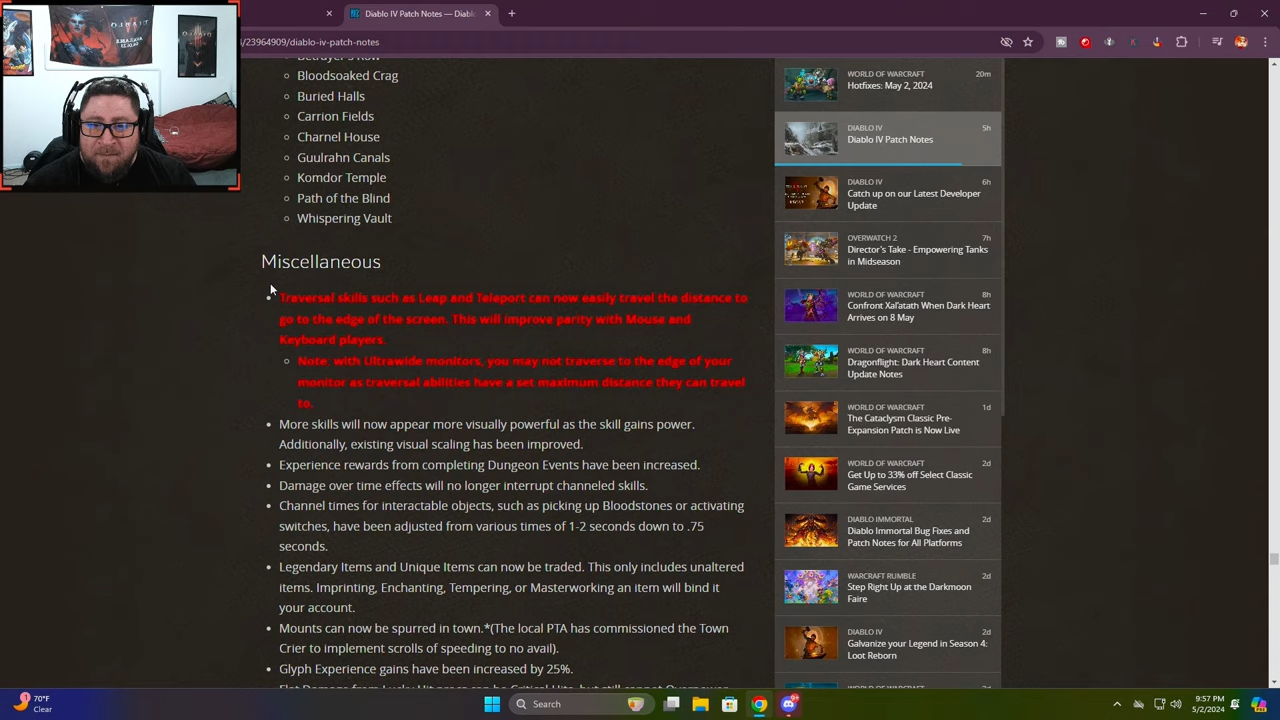 Diablo IV Patch Notes — Diablo
4/23964909/diablo-iv-patch-notes
Bloodsoaked Crag
Buried Halls
Carrion Fields
Charnel House
Guulrahn Canals
Komdor Temple
Path of the Blind
Whispering Vault
Miscellaneous
Traversal skills such as Leap and Teleport can now easily travel the distance to
go to the edge of the screen. This will improve parity with Mouse and
Keyboard players.
Note: with Ultrawide monitors, you may not traverse to the edge of your
monitor as traversal abilities have a set maximum distance they can travel
to.
More skills will now appear more visually powerful as the skill gains power.
Additionally, existing visual scaling has been improved.
Experience rewards from completing Dungeon Events have been increased.
Damage over time effects will no longer interrupt channeled skills.
Channel times for interactable objects, such as picking up Bloodstones or activating
switches, have been adjusted from various times of 1-2 seconds down to .75
seconds.
Legendary Items and Unique Items can now be traded. This only includes unaltered
items. Imprinting, Enchanting, Tempering, or Masterworking an item will bind it
your account.
Mounts can now be spurred in town.*(The local PTA has commissioned the Town
Crier to implement scrolls of speeding to no avail).
Glyph Experience gains have been increased by 25%.
WORLD OF WARCRAFT 20m
Hotfixes: May 2, 2024
DIABLO IV 5h
Diablo IV Patch Notes
DIABLO IV 6h
Catch up on our Latest Developer
Update
OVERWATCH 2 7h
Director's Take - Empowering Tanks
in Midseason
WORLD OF WARCRAFT 8h
Confront Xal'atath When Dark Heart
Arrives on 8 May
WORLD OF WARCRAFT 8h
Dragonflight: Dark Heart Content
Update Notes
WORLD OF WARCRAFT 1d
The Cataclysm Classic Pre-
Expansion Patch is Now Live
WORLD OF WARCRAFT 2d
Get Up to 33% off Select Classic
Game Services
DIABLO IMMORTAL 2d
Diablo Immortal Bug Fixes and
Patch Notes for All Platforms
WARCRAFT RUMBLE 2d
Step Right Up at the Darkmoon
Faire
DIABLO IV 2d
Galvanize your Legend in Season 4:
Loot Reborn
70°F
Clear
Search
9:57 PM
5/2/2024